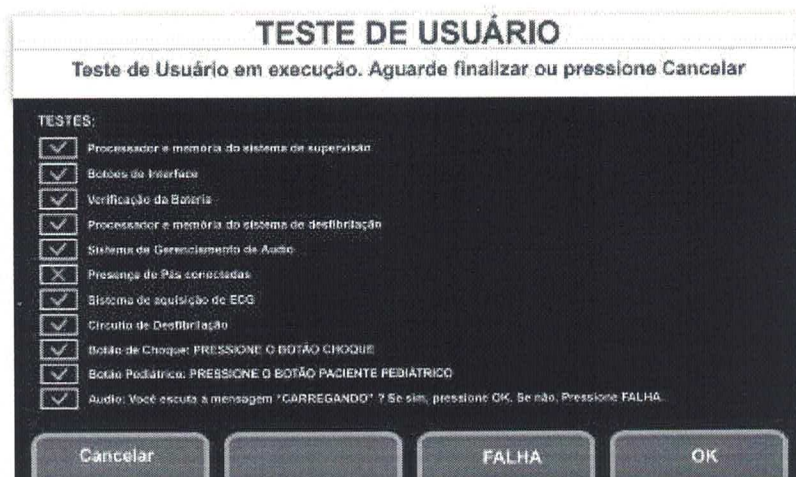 TESTE DE USUÁRIO
Teste de Usuário em execução. Aguarde finalizar ou pressione Cancelar
TESTES:
Processador e memória do sistema de supervisão
Botões de Interface
Verificação da Bateria
Processador e memória do sistema de desfibrilação
Sistema de Gerenciamento de Audio
Presença de Pás conectadas
Sistema de aquisição de ECG
Circuito de Desfibrilação
Botão de Choque: PRESSIONE O BOTÃO CHOQUE
Botão Pediátrico: PRESSIONE O BOTÃO PACIENTE PEDIÁTRICO
Audio: Você escuta a mensagem "CARREGANDO" ? Se sim, pressione OK. Se não, Pressione FALHA.
Cancelar FALHA OK